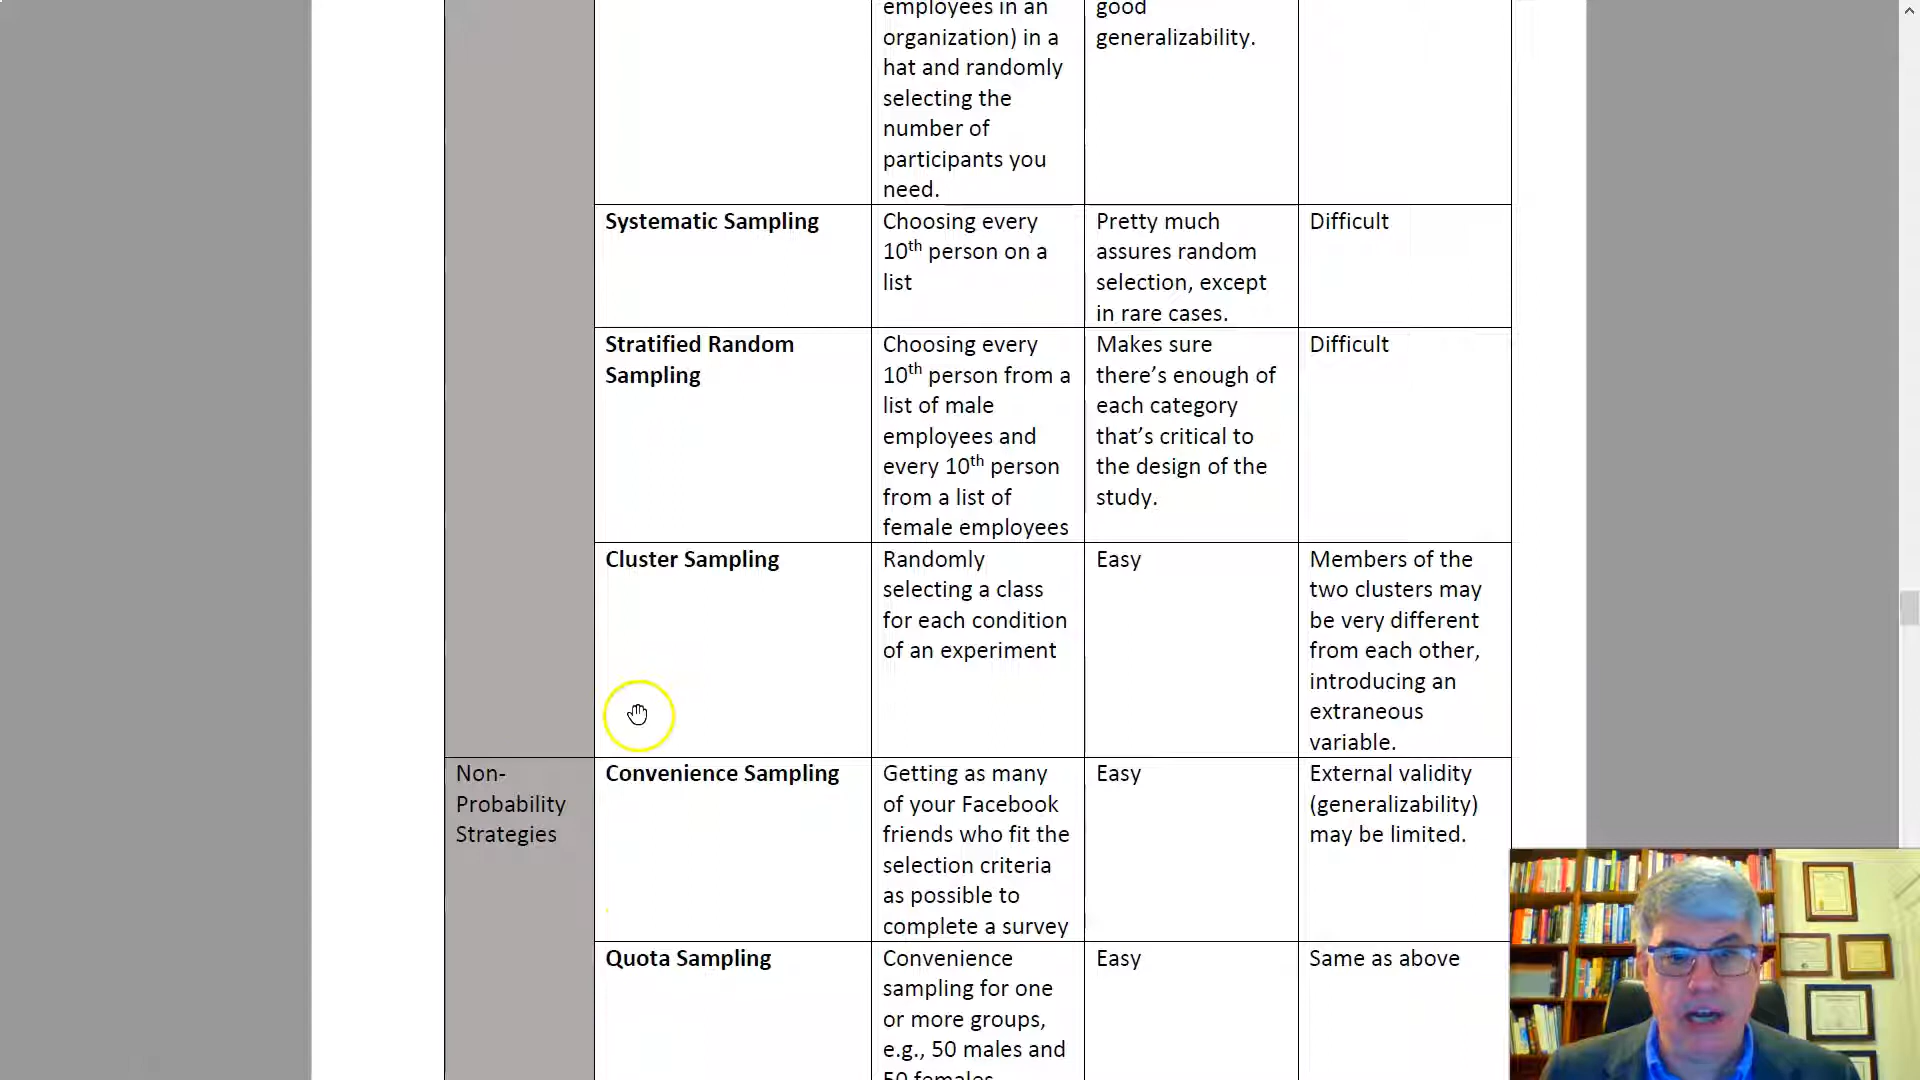 employees in an
organization) in a
hat and randomly
selecting the
number of
participants you
need.
good
generalizability.
Systematic Sampling
Choosing every
10th person on a
list
Pretty much
assures random
selection, except
in rare cases.
Difficult
Stratified Random
Sampling
Choosing every
10th person from a
list of male
employees and
every 10th person
from a list of
female employees
Makes sure
there's enough of
each category
that's critical to
the design of the
study.
Difficult
Cluster Sampling
Randomly
selecting a class
for each condition
of an experiment
Easy
Members of the
two clusters may
be very different
from each other,
introducing an
extraneous
variable.
Non-
Probability
Strategies
Convenience Sampling
Getting as many
of your Facebook
friends who fit the
selection criteria
as possible to
complete a survey
Easy
External validity
(generalizability)
may be limited.
Quota Sampling
Convenience
sampling for one
or more groups,
e.g., 50 males and
50 females
Easy
Same as above